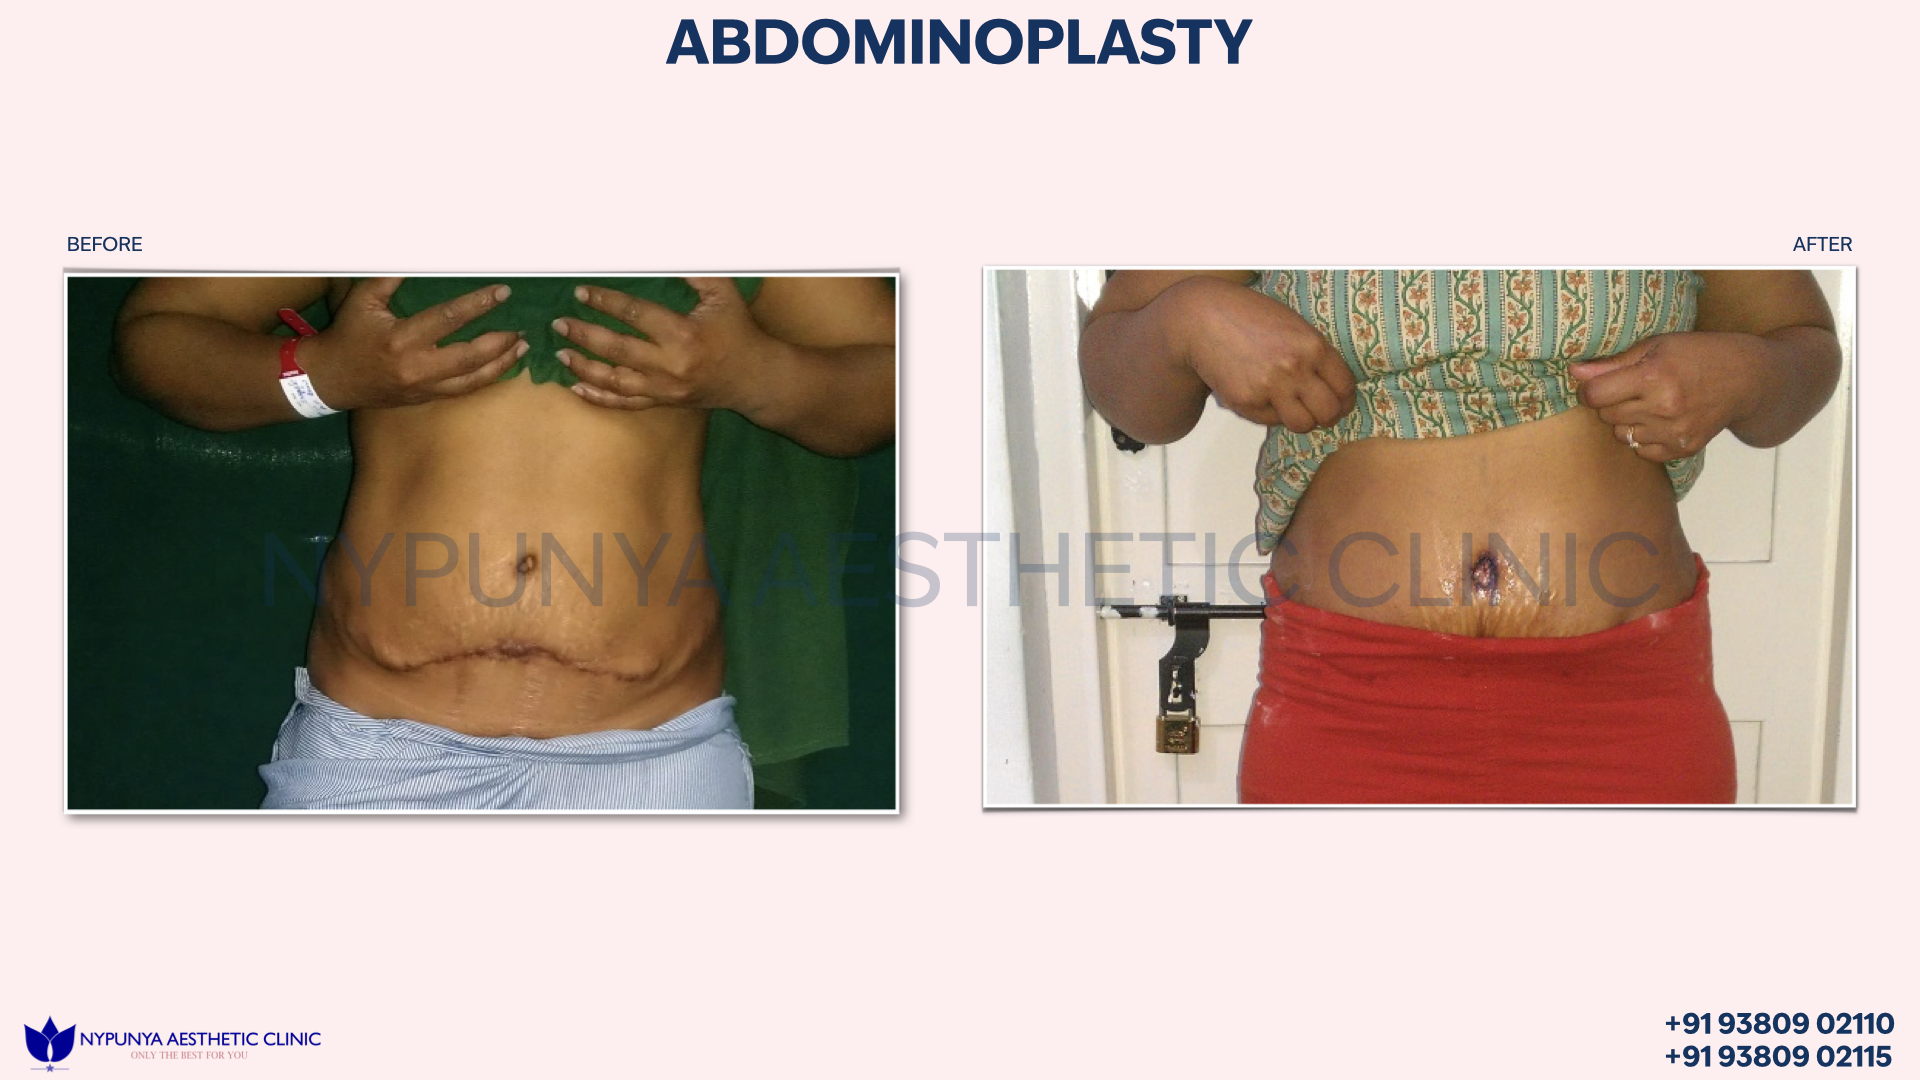 ABDOMINOPLASTY
BEFORE
AFTER
NYPUNYA AESTHETIC CLINIC
NYPUNYA AESTHETIC CLINIC
ONLY THE BEST FOR YOU
+91 93809 02110
+91 93809 02115